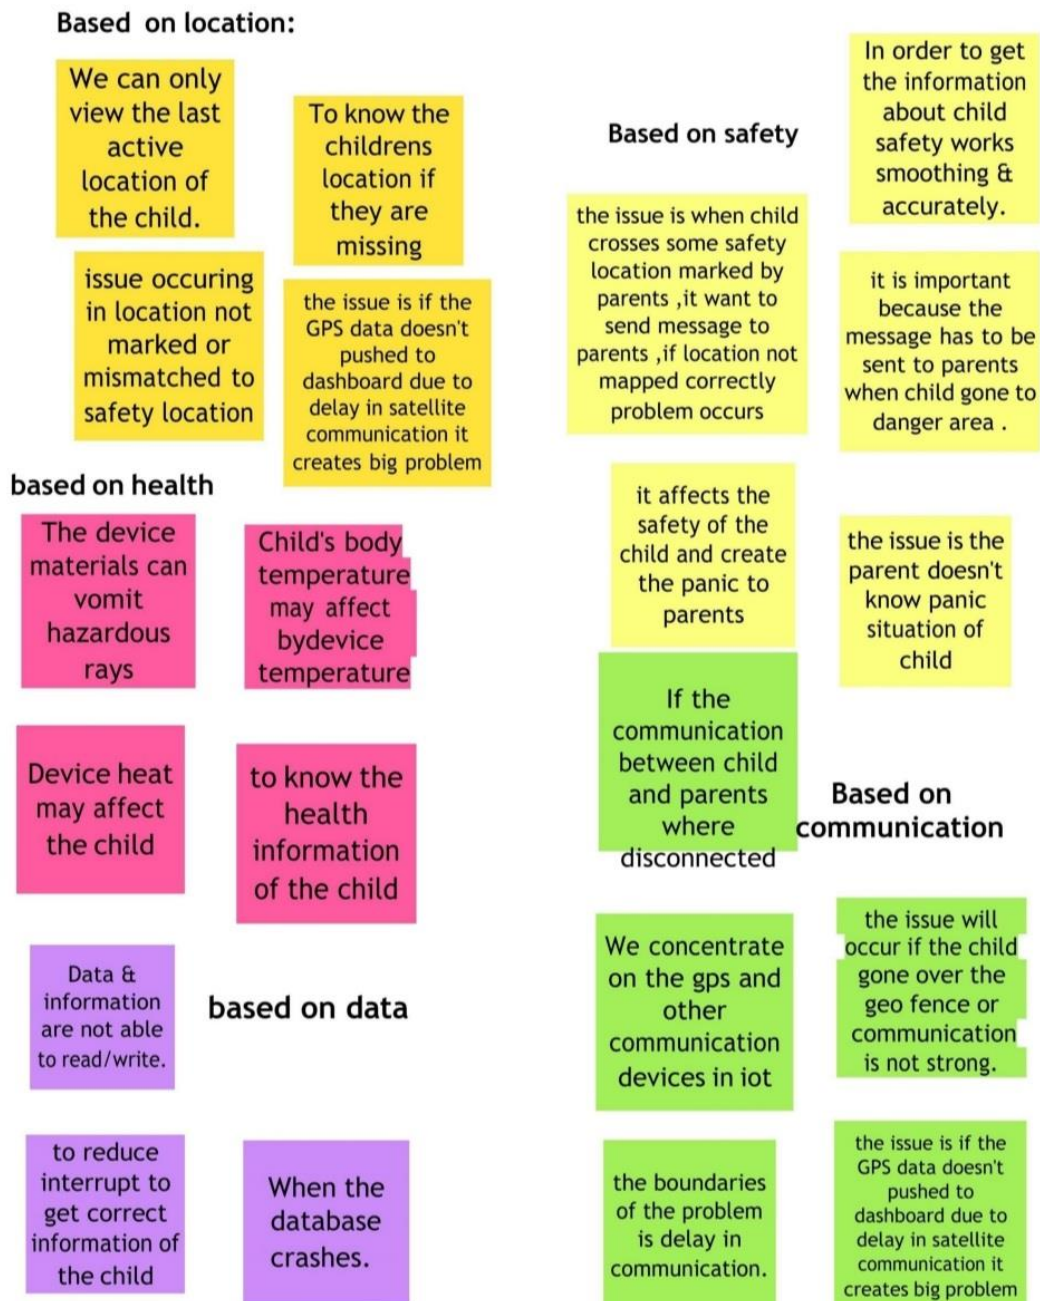 Based on location:
We can only
view the last
active
location of
the child.
To know the
childrens
location if
they are
missing
issue occuring
in location not
marked or
mismatched to
safety location
the issue is if the
GPS data doesn't
pushed to
dashboard due to
delay in satellite
communication it
creates big problem
based on health
The device
materials can
vomit
hazardous
rays
Child's body
temperature
may affect
bydevice
temperature
Device heat
may affect
the child
to know the
health
information
of the child
Data &
information
are not able
to read/write.
based on data
to reduce
interrupt to
get correct
information of
the child
When the
database
crashes.
Based on safety
In order to get
the information
about child
safety works
smoothing &
accurately.
the issue is when child
crosses some safety
location marked by
parents ,it want to
send message to
parents ,if location not
mapped correctly
problem occurs
it is important
because the
message has to be
sent to parents
when child gone to
danger area .
it affects the
safety of the
child and create
the panic to
parents
the issue is the
parent doesn't
know panic
situation of
child
If the
communication
between child
and parents
where
disconnected
Based on
communication
We concentrate
on the gps and
other
communication
devices in iot
the issue will
occur if the child
gone over the
geo fence or
communication
is not strong.
the boundaries
of the problem
is delay in
communication.
the issue is if the
GPS data doesn't
pushed to
dashboard due to
delay in satellite
communication it
creates big problem